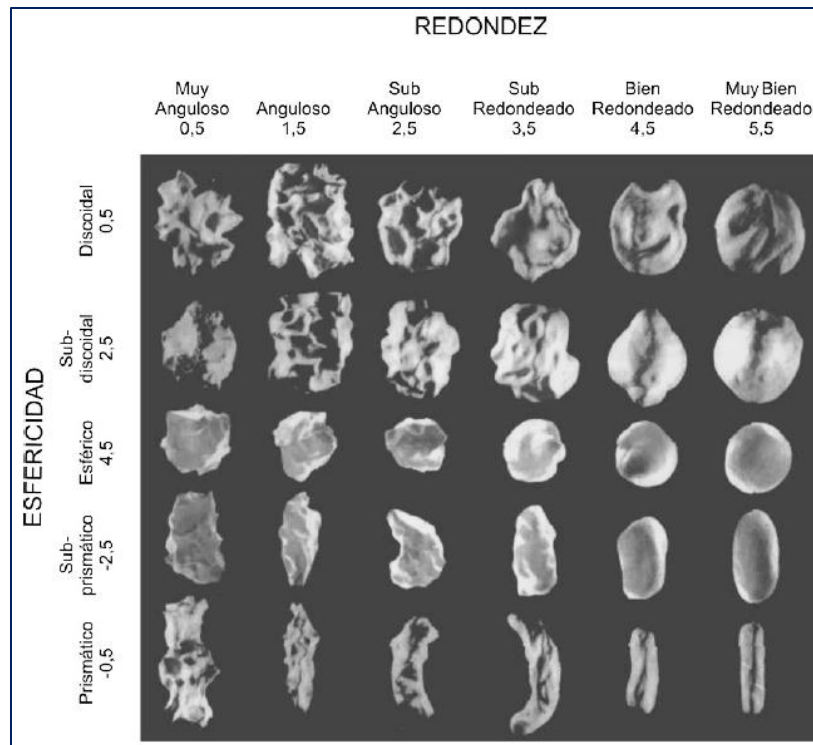 REDONDEZ
Muy
Anguloso
0,5
Anguloso
1,5
Sub
Anguloso
2,5
Sub
Redondeado
3,5
Bien
Redondeado
4,5
Muy Bien
Redondeado
5,5
ESFERICIDAD
Discoidal
0,5
Sub-
discoidal
2,5
Esférico
4,5
Sub-
prismático
-2,5
Prismático
-0,5